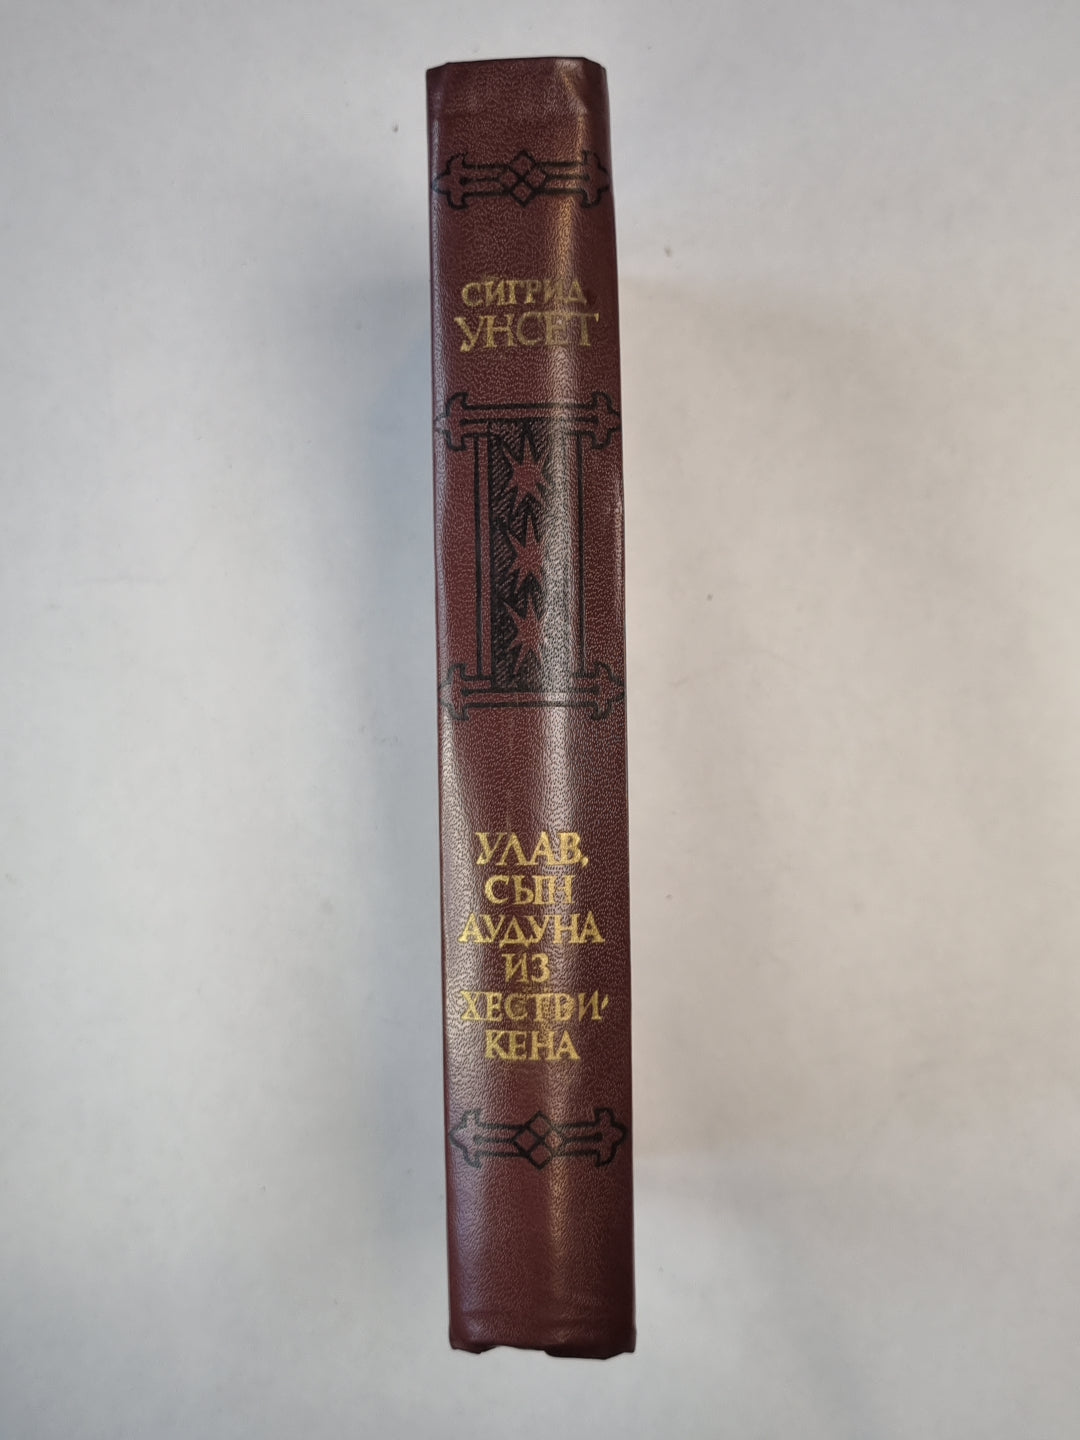 СИГРИД
УНСЕТ
УЛАВ,
СЫН
АУДУНА
ИЗ
ХЕСТВИ-
КЕНА